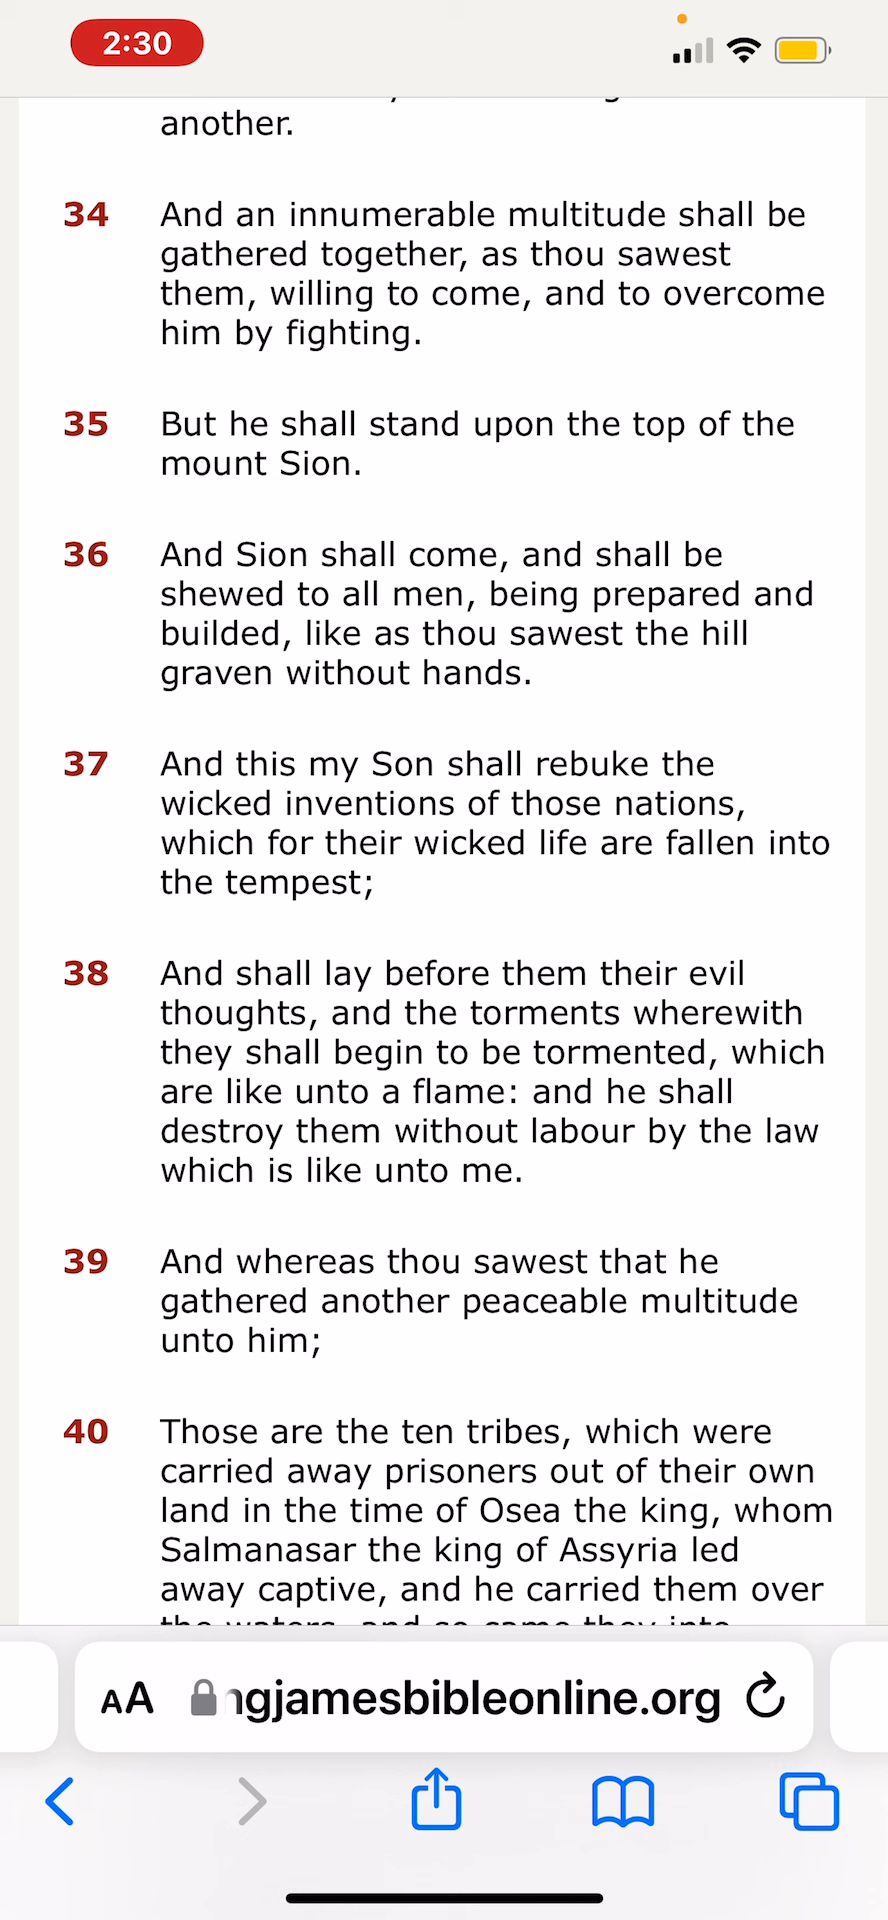 2:30
another.
34 And an innumerable multitude shall be
gathered together, as thou sawest
them, willing to come, and to overcome
him by fighting.
35 But he shall stand upon the top of the
mount Sion.
36 And Sion shall come, and shall be
shewed to all men, being prepared and
builded, like as thou sawest the hill
graven without hands.
37 And this my Son shall rebuke the
wicked inventions of those nations,
which for their wicked life are fallen into
the tempest;
38 And shall lay before them their evil
thoughts, and the torments wherewith
they shall begin to be tormented, which
are like unto a flame: and he shall
destroy them without labour by the law
which is like unto me.
39 And whereas thou sawest that he
gathered another peaceable multitude
unto him;
40 Those are the ten tribes, which were
carried away prisoners out of their own
land in the time of Osea the king, whom
Salmanasar the king of Assyria led
away captive, and he carried them over
the waters, and so came they into
AA ngjamesbibleonline.org